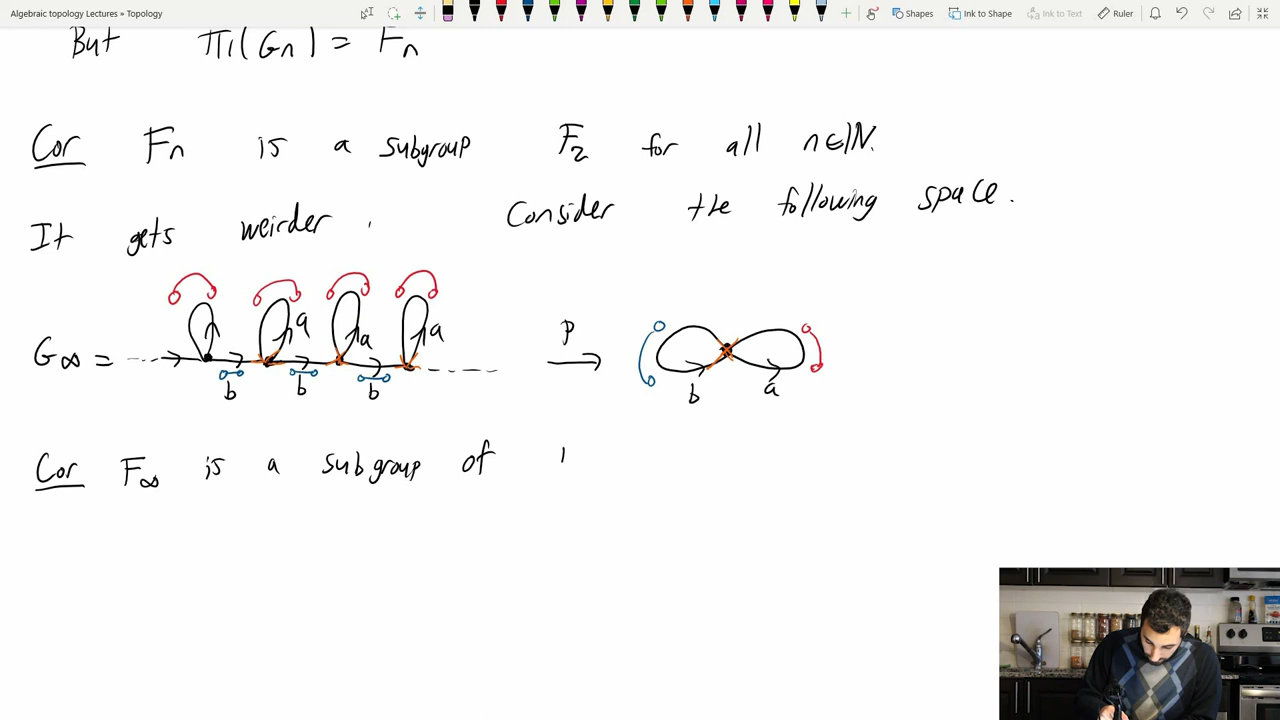 Algebraic topology Lectures » Topology
Shapes Ink to Shape Ink to Text Ruler
But π1(Gn) = Fn
Cor Fn is a subgroup F2 for all n∈ℕ.
It gets weirder. Consider the following space.
a a a
G∞ = P
b b b b a
Cor F∞ is a subgroup of